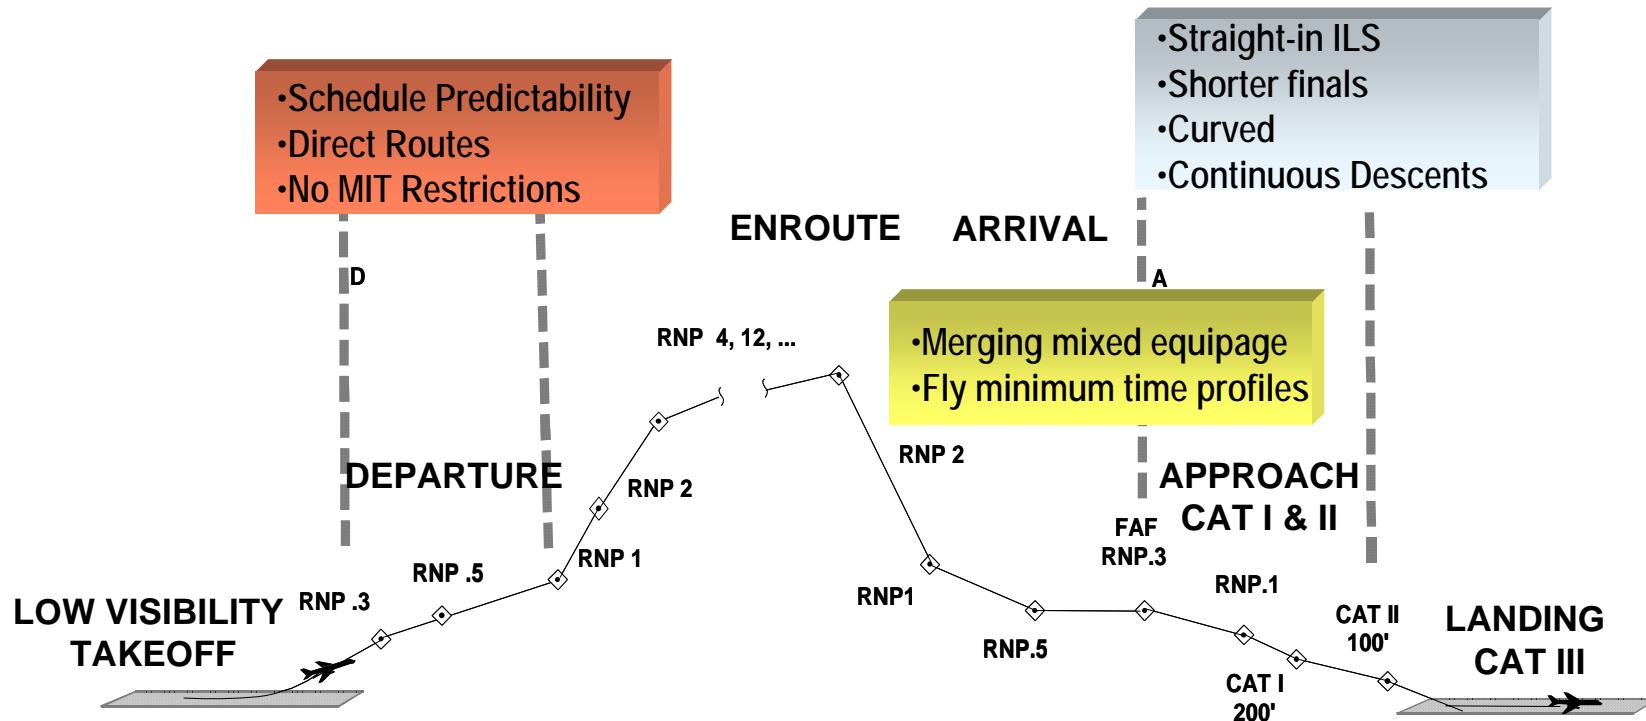 •Schedule Predictability
•Direct Routes
•No MIT Restrictions
•Straight-in ILS
•Shorter finals
•Curved
•Continuous Descents
ENROUTE
ARRIVAL
D
A
•Merging mixed equipage
•Fly minimum time profiles
RNP 4, 12, ...
DEPARTURE
RNP 2
RNP 1
RNP .5
RNP .3
LOW VISIBILITY
TAKEOFF
RNP 2
RNP1
RNP.5
FAF
RNP.3
APPROACH
CAT I & II
RNP.1
CAT I
200'
CAT II
100'
LANDING
CAT III